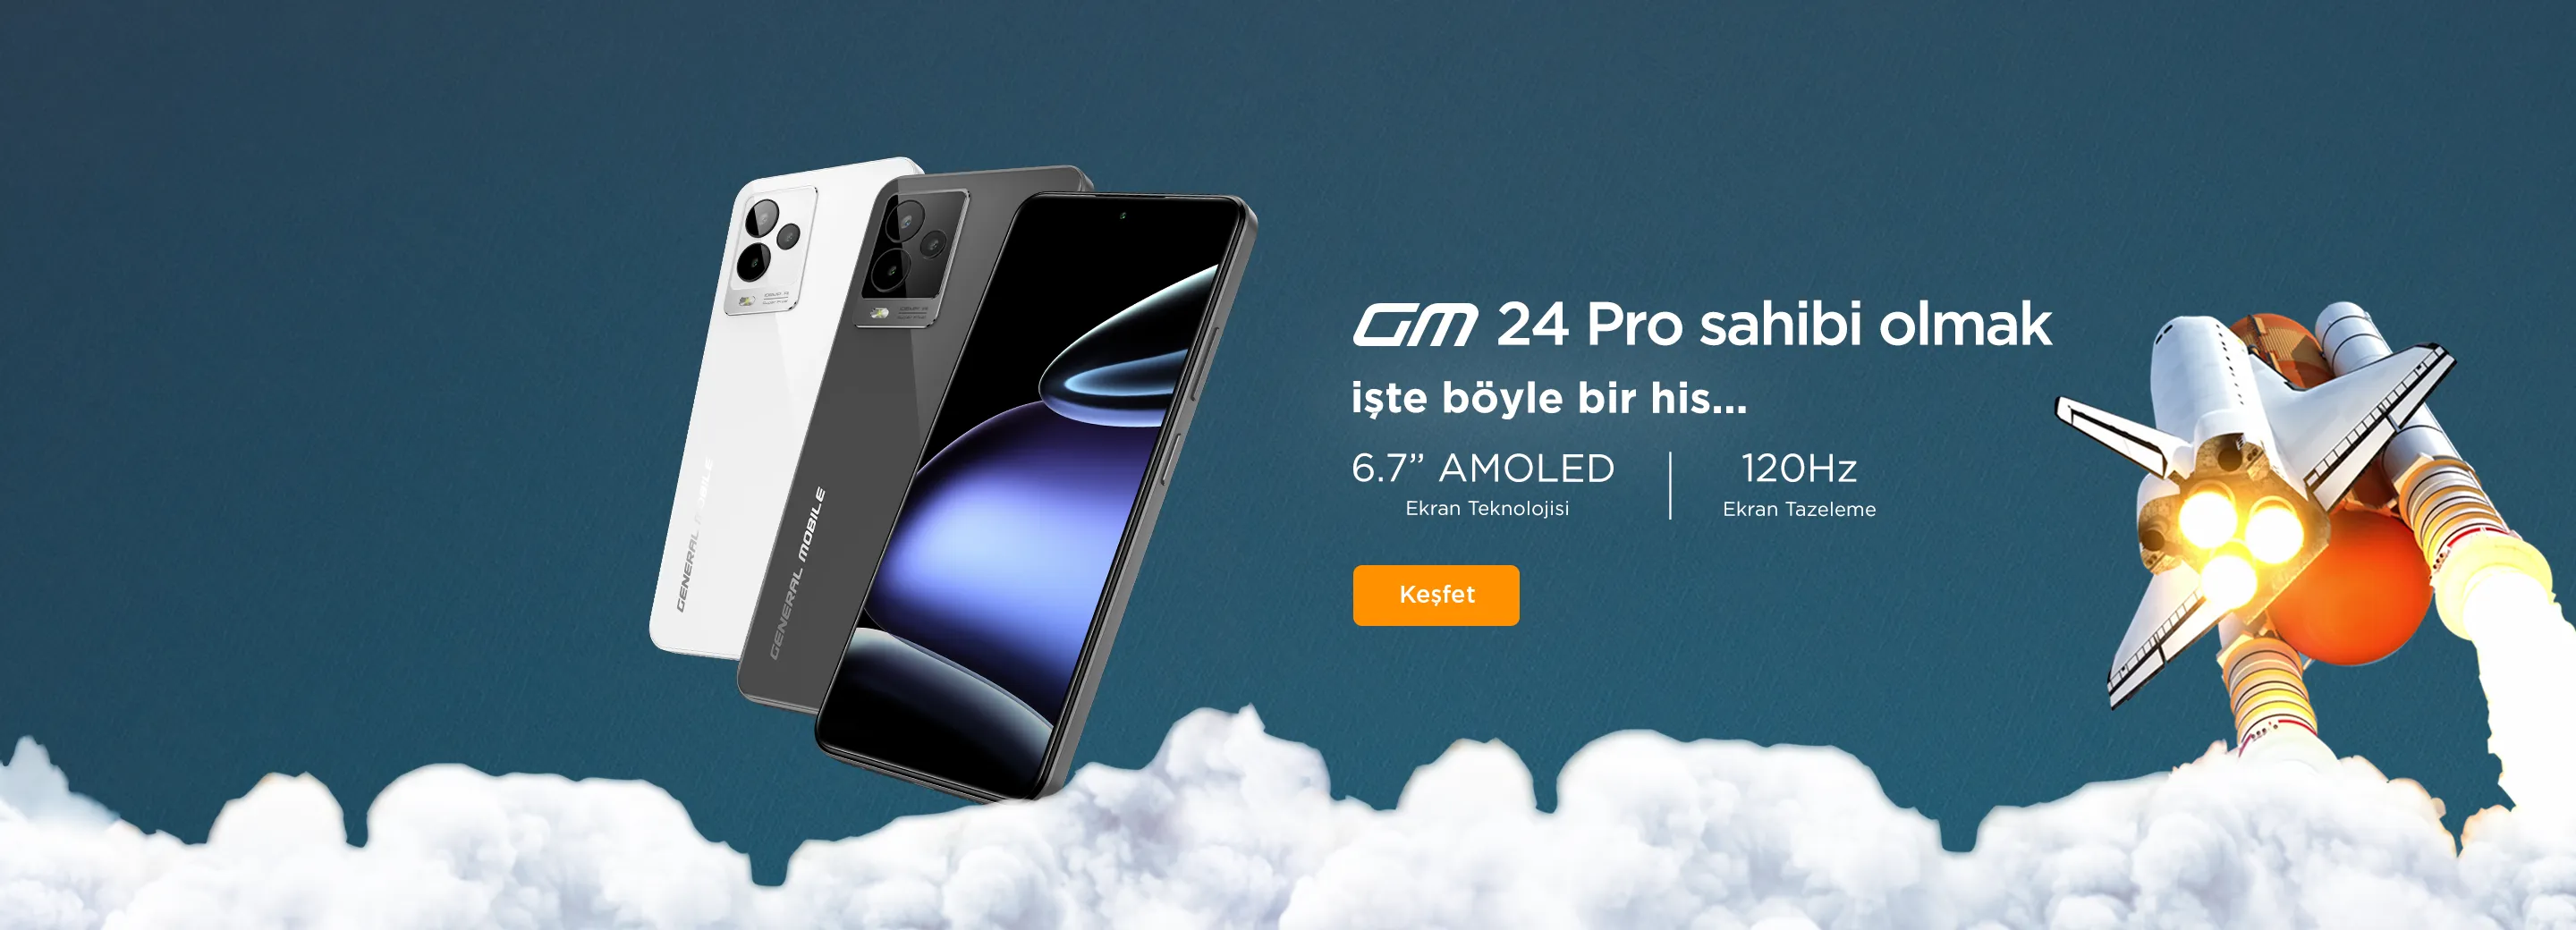 GM 24 Pro sahibi olmak
işte böyle bir his...
6.7” AMOLED
Ekran Teknolojisi
120Hz
Ekran Tazeleme
Keşfet
GENERAL MOBILE
GENERAL MOBILE